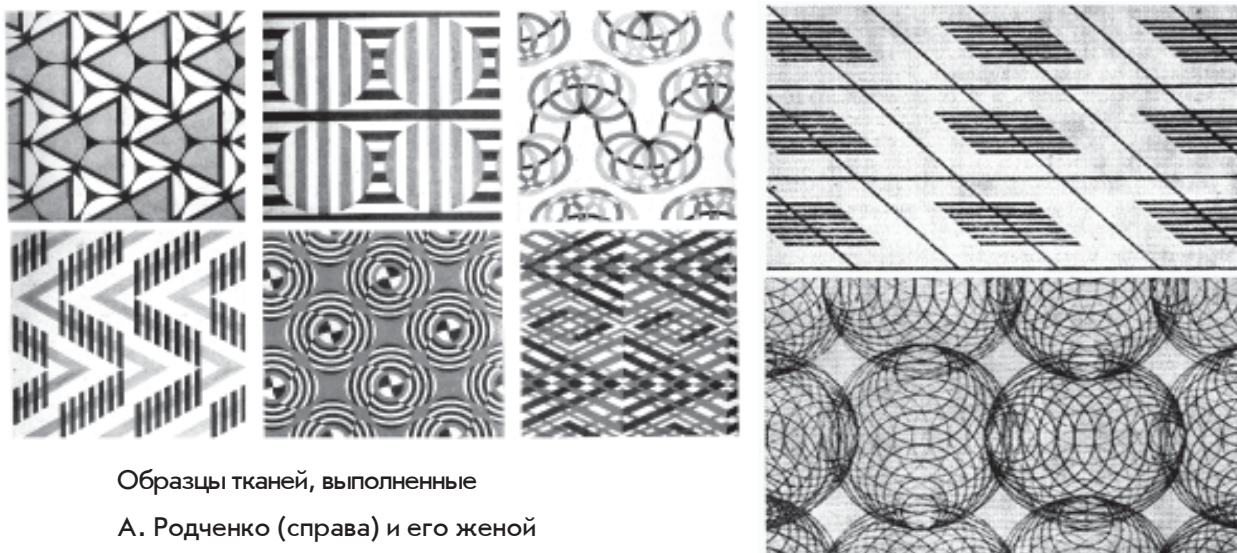 Образцы тканей, выполненные
А. Родченко (справа) и его женой